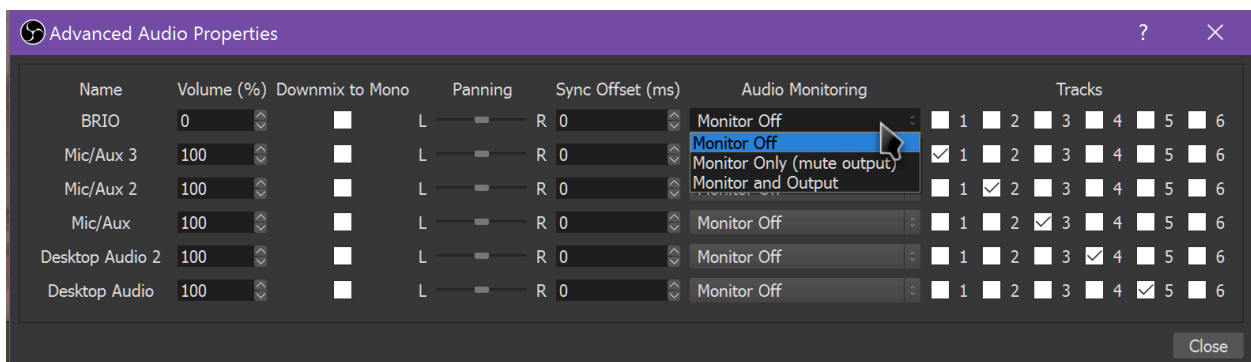 Advanced Audio Properties ?
Name Volume (%) Downmix to Mono Panning Sync Offset (ms) Audio Monitoring Tracks
BRIO 0 L R 0 Monitor Off 1 2 3 4 5 6
Monitor Off
Mic/Aux 3 100 L R 0 Monitor Only (mute output) 1 2 3 4 5 6
Mic/Aux 2 100 L R 0 Monitor and Output 1 2 3 4 5 6
Mic/Aux 100 L R 0 Monitor Off 1 2 3 4 5 6
Desktop Audio 2 100 L R 0 Monitor Off 1 2 3 4 5 6
Desktop Audio 100 L R 0 Monitor Off 1 2 3 4 5 6
Close